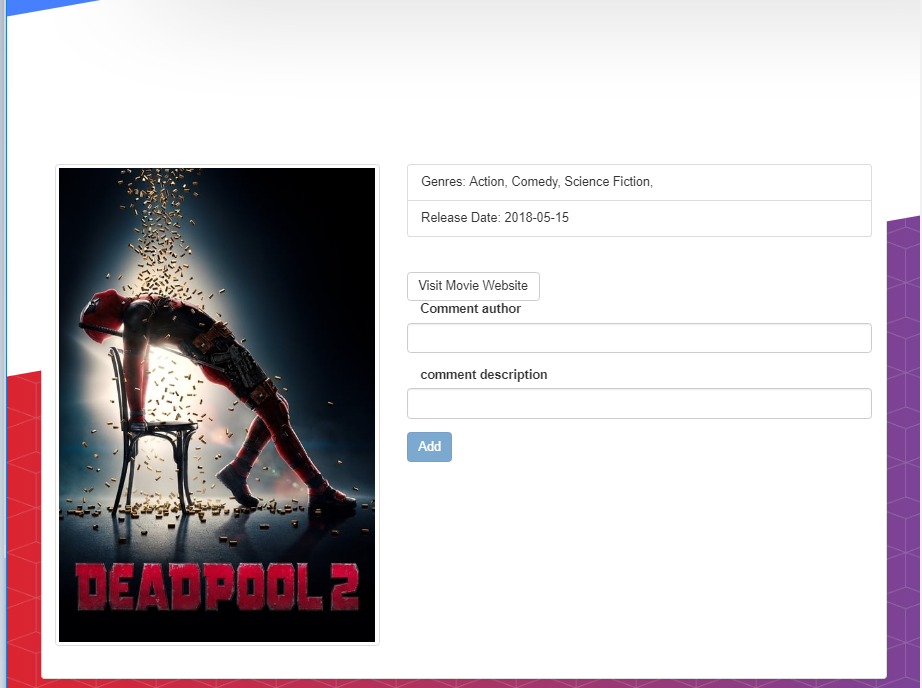 Genres: Action, Comedy, Science Fiction,
Release Date: 2018-05-15
Visit Movie Website
Comment author
comment description
Add
DEADPOOL 2